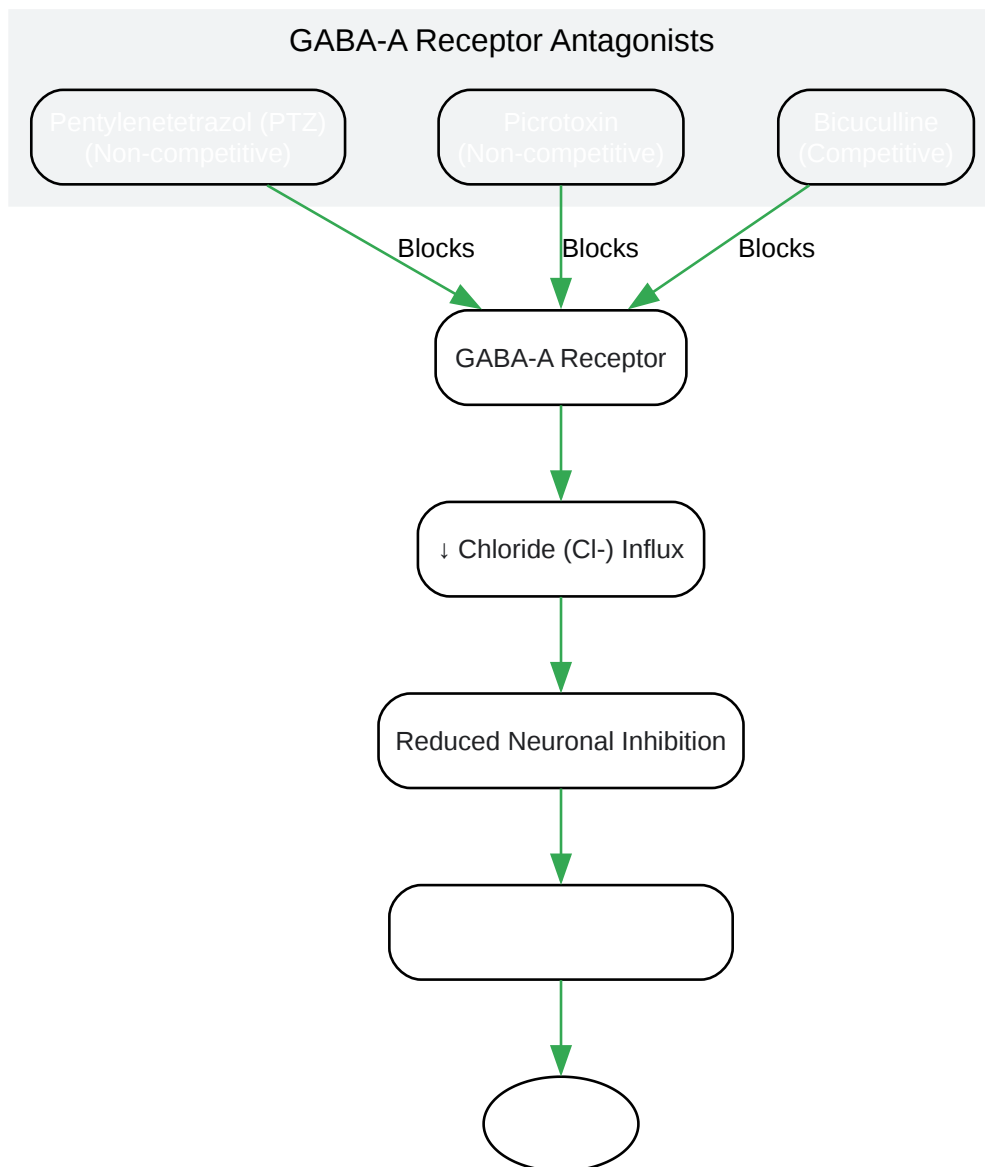 GABA-A Receptor Antagonists
Pentylenetetrazol (PTZ)
(Non-competitive)
Picrotoxin
(Non-competitive)
Bicuculline
(Competitive)
Blocks
Blocks
Blocks
GABA-A Receptor
↓ Chloride (Cl-) Influx
Reduced Neuronal Inhibition